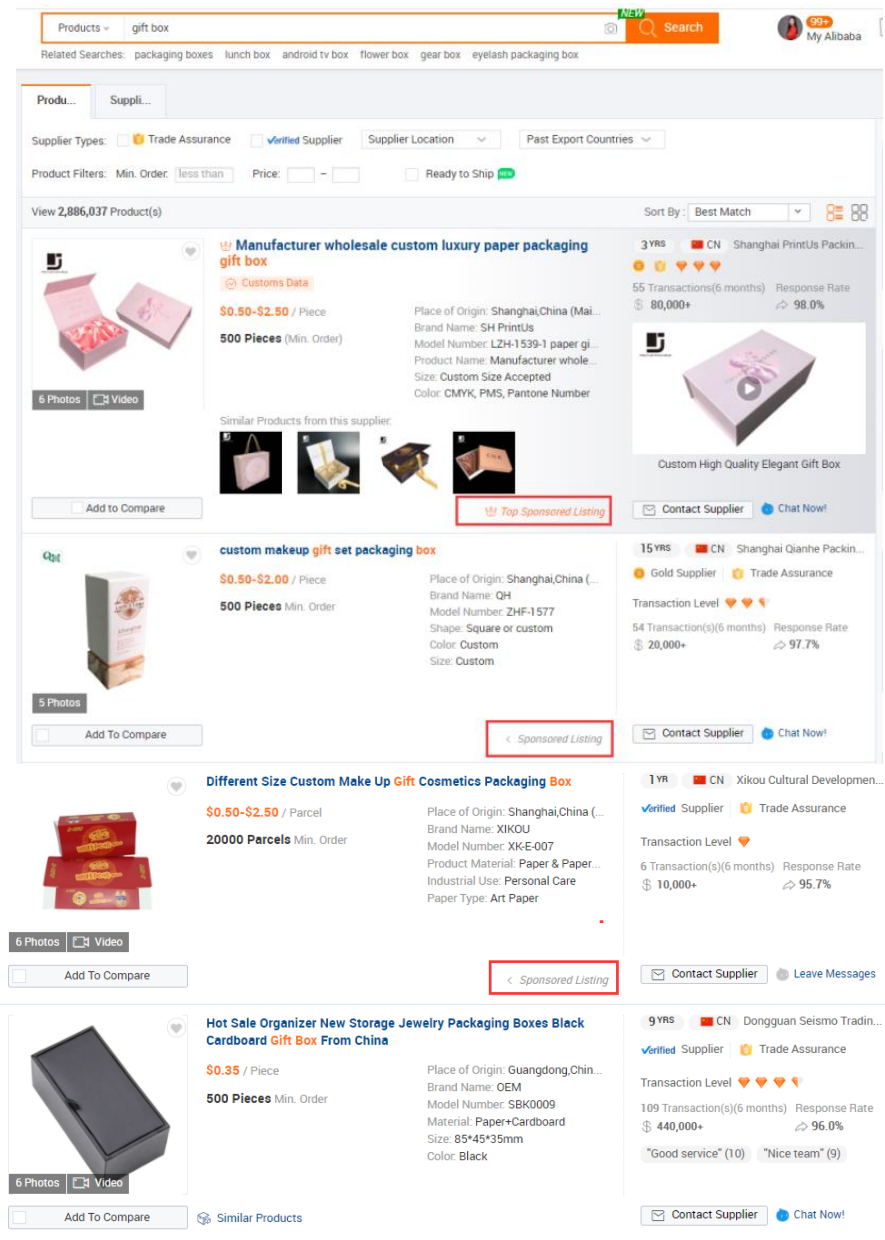 Products
gift box
NEW
Search
99+
My Alibaba
Related Searches: packaging boxes lunch box android tv box flower box gear box eyelash packaging box
Produ...
Suppli...
Supplier Types: Trade Assurance Verified Supplier Supplier Location Past Export Countries
Product Filters: Min. Order: less than Price: – Ready to Ship NEW
View 2,886,037 Product(s)
Sort By : Best Match
Manufacturer wholesale custom luxury paper packaging
gift box
Customs Data
$0.50-$2.50 / Piece
500 Pieces (Min. Order)
Place of Origin: Shanghai,China (Mai...
Brand Name: SH PrintUs
Model Number: LZH-1539-1 paper gi...
Product Name: Manufacturer whole...
Size: Custom Size Accepted
Color: CMYK, PMS, Pantone Number
6 Photos Video
Similar Products from this supplier:
Add to Compare
Top Sponsored Listing
3 YRS CN Shanghai PrintUs Packin...
55 Transactions(6 months) Response Rate
80,000+ 98.0%
Custom High Quality Elegant Gift Box
Contact Supplier Chat Now!
custom makeup gift set packaging box
$0.50-$2.00 / Piece
500 Pieces Min. Order
Place of Origin: Shanghai,China (...
Brand Name: QH
Model Number: ZHF-1577
Shape: Square or custom
Color: Custom
Size: Custom
5 Photos
Add To Compare
< Sponsored Listing
15 YRS CN Shanghai Qianhe Packin...
Gold Supplier Trade Assurance
Transaction Level
54 Transaction(s)(6 months) Response Rate
20,000+ 97.7%
Contact Supplier Chat Now!
Different Size Custom Make Up Gift Cosmetics Packaging Box
$0.50-$2.50 / Parcel
20000 Parcels Min. Order
Place of Origin: Shanghai,China (...
Brand Name: XIKOU
Model Number: XK-E-007
Product Material: Paper & Paper...
Industrial Use: Personal Care
Paper Type: Art Paper
6 Photos Video
Add To Compare
< Sponsored Listing
1 YR CN Xikou Cultural Developmen...
Verified Supplier Trade Assurance
Transaction Level
6 Transaction(s)(6 months) Response Rate
10,000+ 95.7%
Contact Supplier Leave Messages
Hot Sale Organizer New Storage Jewelry Packaging Boxes Black
Cardboard Gift Box From China
$0.35 / Piece
500 Pieces Min. Order
Place of Origin: Guangdong,Chin...
Brand Name: OEM
Model Number: SBK0009
Material: Paper+Cardboard
Size: 85*45*35mm
Color: Black
6 Photos Video
Add To Compare
Similar Products
9 YRS CN Dongguan Seismo Tradin...
Verified Supplier Trade Assurance
Transaction Level
109 Transaction(s)(6 months) Response Rate
440,000+ 96.0%
"Good service" (10) "Nice team" (9)
Contact Supplier Chat Now!